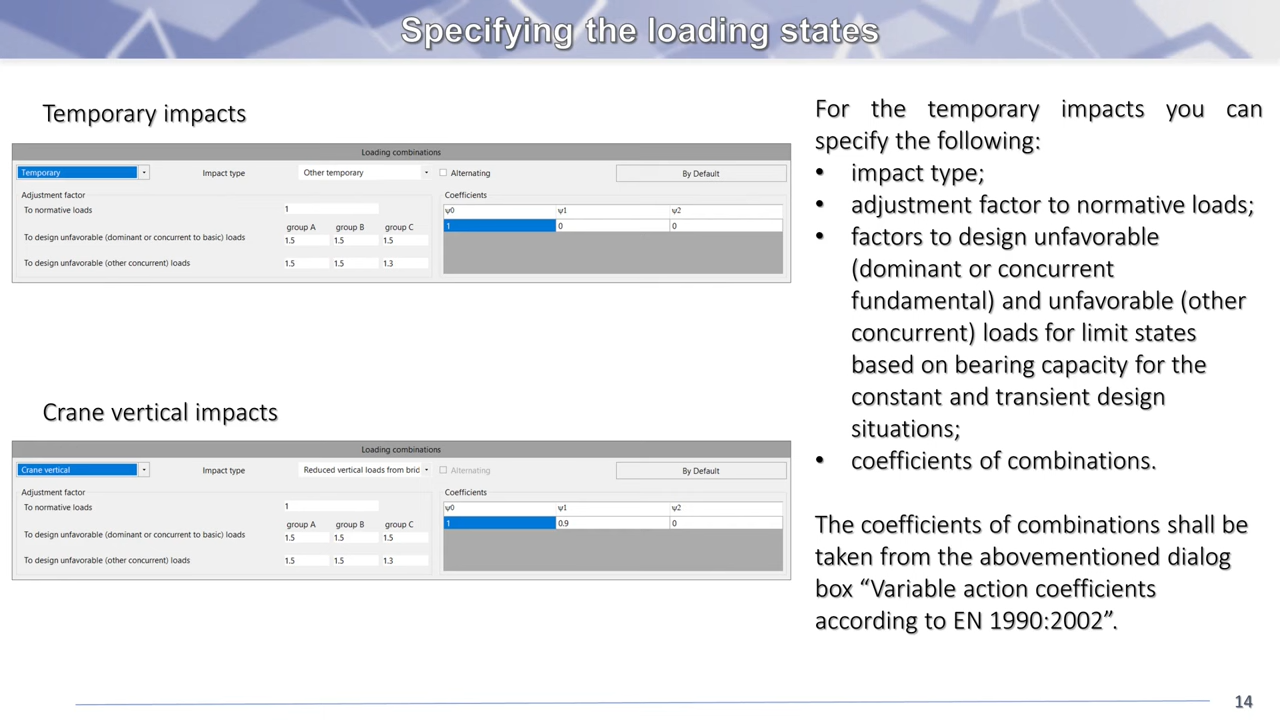 Specifying the loading states
Temporary impacts
Loading combinations
Temporary Impact type Other temporary Alternating By Default
Adjustment factor Coefficients
To normative loads 1 ψ0 ψ1 ψ2
group A group B group C 1 0 0
To design unfavorable (dominant or concurrent to basic) loads 1.5 1.5 1.5
To design unfavorable (other concurrent) loads 1.5 1.5 1.3
Crane vertical impacts
Loading combinations
Crane vertical Impact type Reduced vertical loads from brid Alternating By Default
Adjustment factor Coefficients
To normative loads 1 ψ0 ψ1 ψ2
group A group B group C 1 0.9 0
To design unfavorable (dominant or concurrent to basic) loads 1.5 1.5 1.5
To design unfavorable (other concurrent) loads 1.5 1.5 1.3
For the temporary impacts you can
specify the following:
• impact type;
• adjustment factor to normative loads;
• factors to design unfavorable
(dominant or concurrent
fundamental) and unfavorable (other
concurrent) loads for limit states
based on bearing capacity for the
constant and transient design
situations;
• coefficients of combinations.
The coefficients of combinations shall be
taken from the abovementioned dialog
box “Variable action coefficients
according to EN 1990:2002”.
14